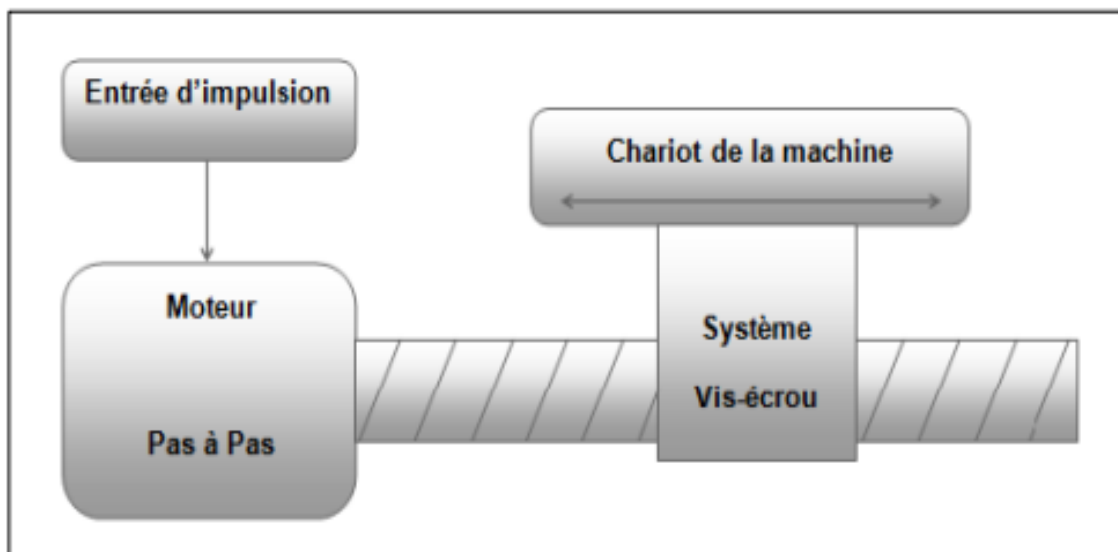 Entrée d'impulsion
Chariot de la machine
Moteur
Pas à Pas
Système
Vis-écrou